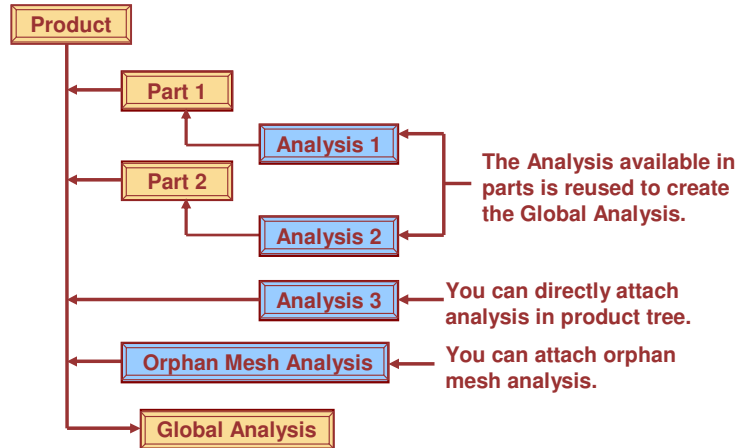 Product
Part 1
Analysis 1
Part 2
Analysis 2
The Analysis available in
parts is reused to create
the Global Analysis.
Analysis 3
You can directly attach
analysis in product tree.
Orphan Mesh Analysis
You can attach orphan
mesh analysis.
Global Analysis